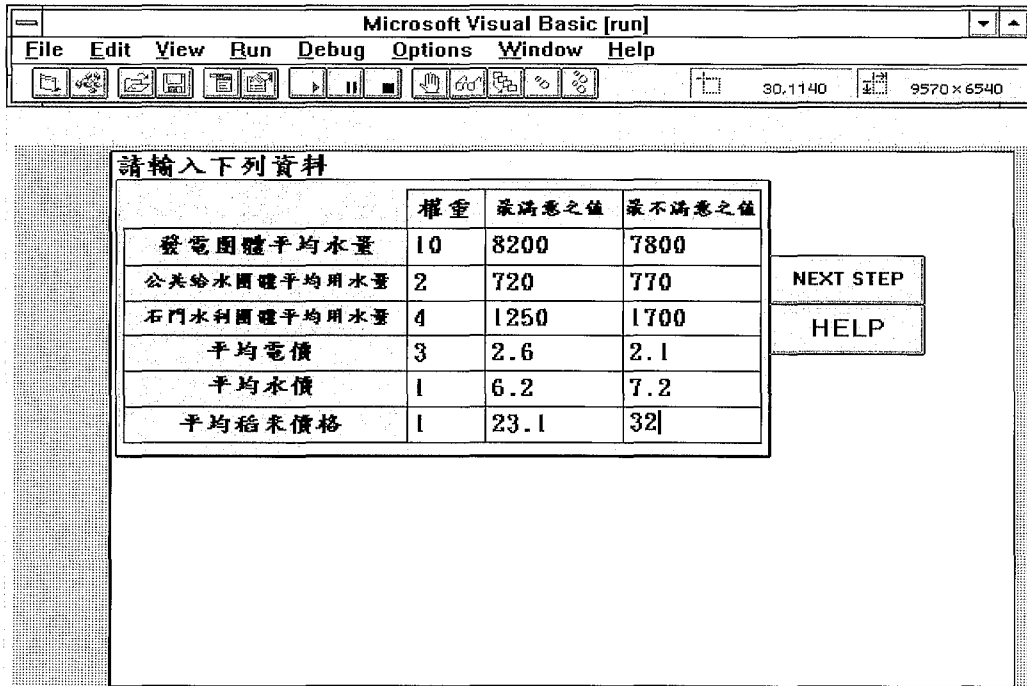 Microsoft Visual Basic [run]
File Edit View Run Debug Options Window Help
30,1140 9570×6540
請輸入下列資料
權重 最滿意之值 最不滿意之值
發電團體平均水量 10 8200 7800
公共給水團體平均用水量 2 720 770
石門水利團體平均用水量 4 1250 1700
平均電價 3 2.6 2.1
平均水價 1 6.2 7.2
平均稻米價格 1 23.1 32
NEXT STEP
HELP